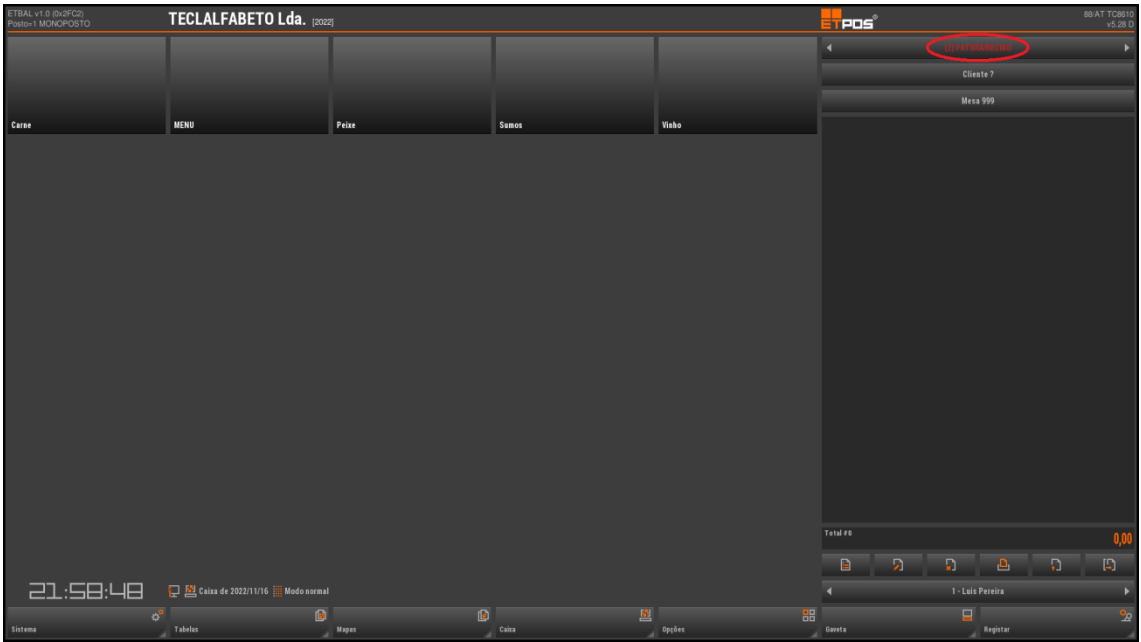 ETBAL v1.0 (0x2FC2)
Posto=1 MONOPOSTO
TECLALFABETO Lda. [2022]
ETPOS®
88/AT TC8610
v5.28 D
Cliente ?
Mesa 999
Carne
MENU
Peixe
Sumos
Vinho
Total #0
0,00
21:58:48
Caixa de 2022/11/16
Modo normal
1 - Luis Pereira
Sistema
Tabelas
Mapas
Caixa
Opções
Gaveta
Registar